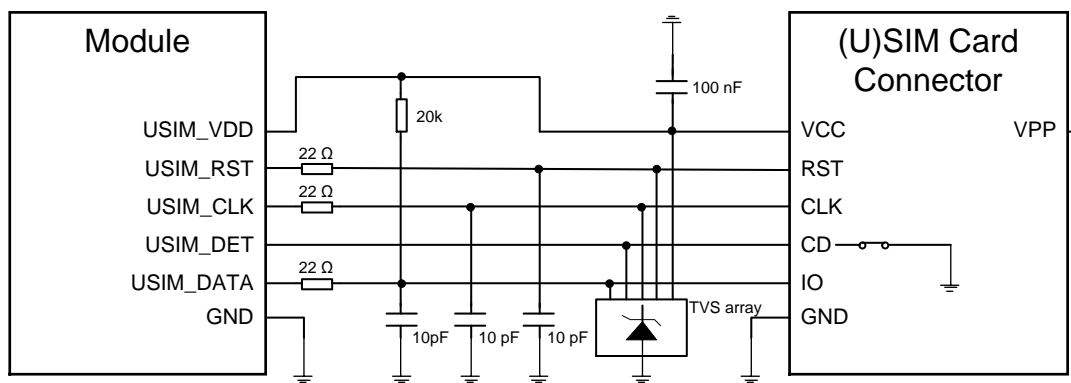 Module
(U)SIM Card
Connector
100 nF
20k
USIM_VDD
VCC
VPP
22 Ω
USIM_RST
RST
22 Ω
USIM_CLK
CLK
USIM_DET
CD
22 Ω
USIM_DATA
IO
TVS array
GND
GND
10pF
10 pF
10 pF